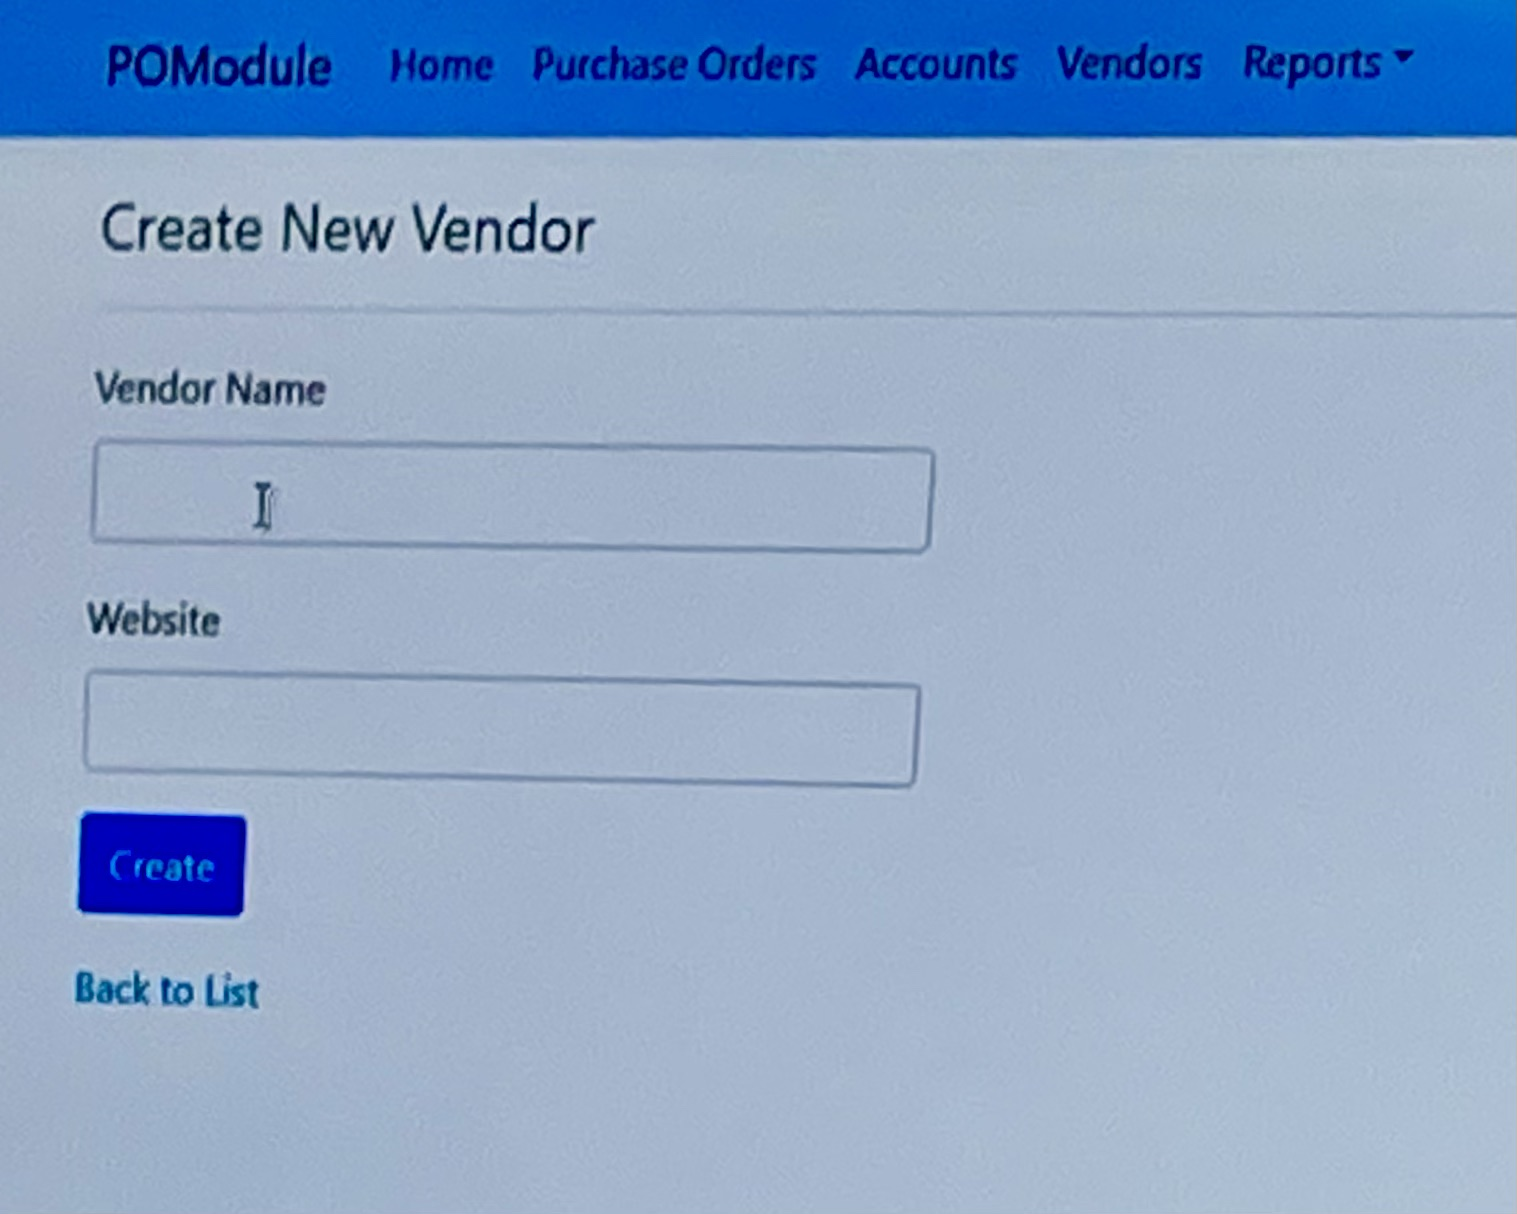 POModule Home Purchase Orders Accounts Vendors Reports
Create New Vendor
Vendor Name
Website
Create
Back to List